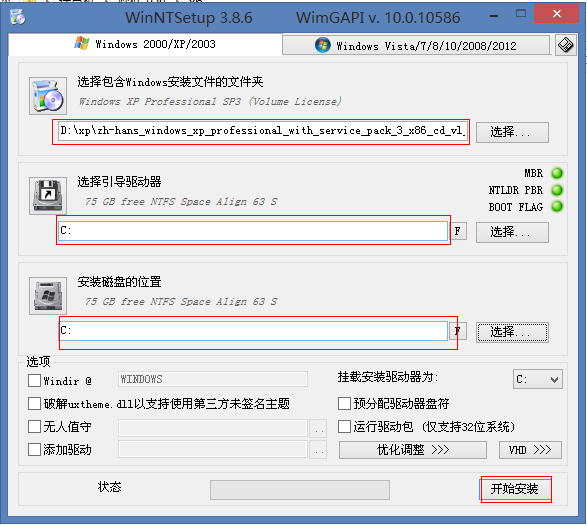 WinNTSetup 3.8.6 WimGAPI v. 10.0.10586
Windows 2000/XP/2003
Windows Vista/7/8/10/2008/2012
选择包含Windows安装文件的文件夹
Windows XP Professional SP3 (Volume License)
D:\xp\zh-hans_windows_xp_professional_with_service_pack_3_x86_cd_vl_
选择...
选择引导驱动器
75 GB free NTFS Space Align 63 S
MBR
NTLDR PBR
BOOT FLAG
C:
F
选择...
安装磁盘的位置
75 GB free NTFS Space Align 63 S
C:
F
选择...
选项
Windir @
WINDOWS
挂载安装驱动器为:
C:
破解uxtheme.dll以支持使用第三方未签名主题
预分配驱动器盘符
无人值守
..
运行驱动包 (仅支持32位系统)
添加驱动
..
优化调整 >>>
VHD >>>
状态
开始安装